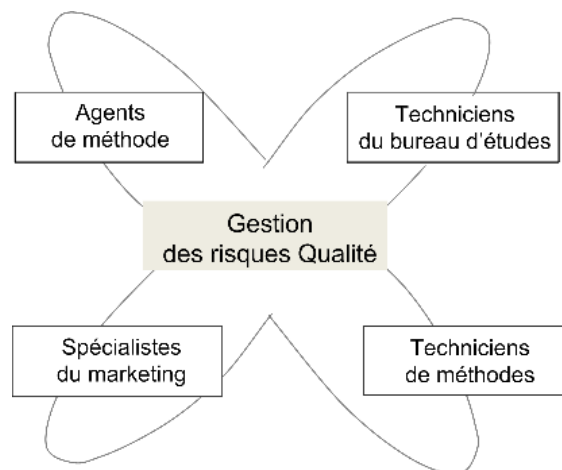 Agents
de méthode
Techniciens
du bureau d'études
Gestion
des risques Qualité
Spécialistes
du marketing
Techniciens
de méthodes